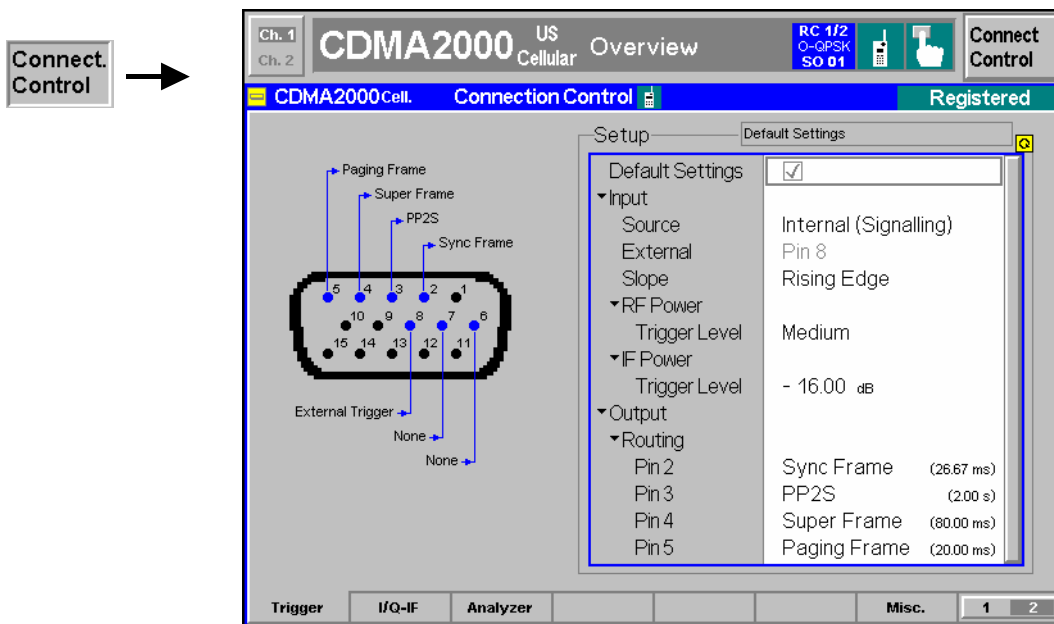 Connect.
Control
Ch. 1
Ch. 2
CDMA2000 US Cellular Overview
RC 1/2
O-QPSK
SO 01
Connect
Control
CDMA2000 Cell. Connection Control Registered
Setup Default Settings
Paging Frame
Super Frame
PP2S
Sync Frame
5 4 3 2 1
10 9 8 7 6
15 14 13 12 11
External Trigger
None
None
Default Settings
Input
Source Internal (Signalling)
External Pin 8
Slope Rising Edge
RF Power
Trigger Level Medium
IF Power
Trigger Level - 16.00 dB
Output
Routing
Pin 2 Sync Frame (26.67 ms)
Pin 3 PP2S (2.00 s)
Pin 4 Super Frame (80.00 ms)
Pin 5 Paging Frame (20.00 ms)
Trigger I/Q-IF Analyzer Misc. 1 2